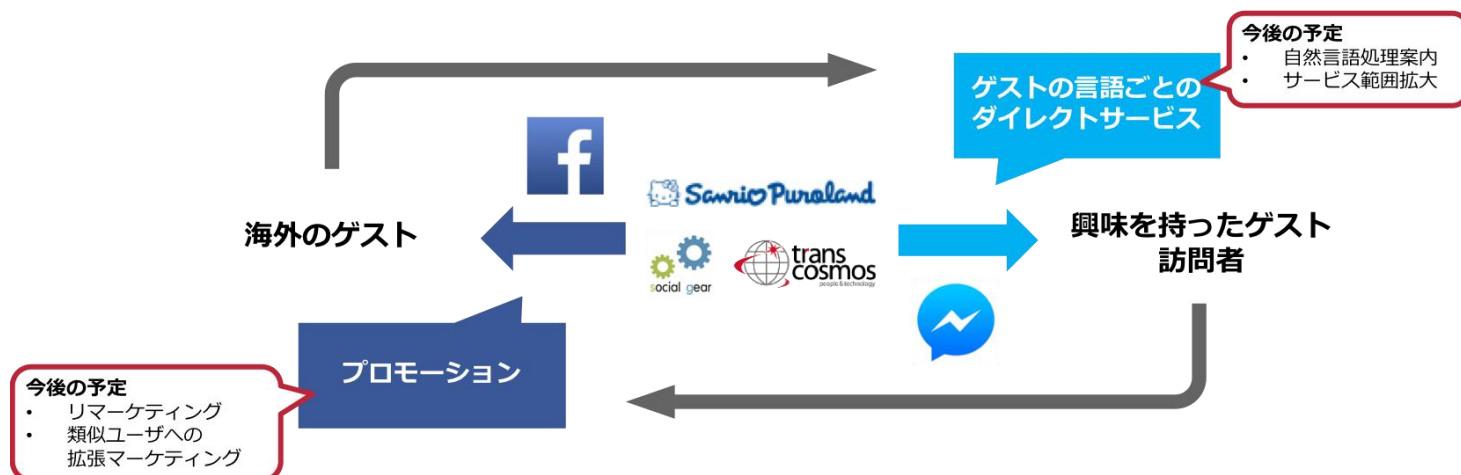 今後の予定
• 自然言語処理案内
• サービス範囲拡大
ゲストの言語ごとの
ダイレクトサービス
f
Sanrio Puroland
海外のゲスト
興味を持ったゲスト
訪問者
social gear
trans
cosmos
people & technology
プロモーション
今後の予定
• リマーケティング
• 類似ユーザへの
拡張マーケティング